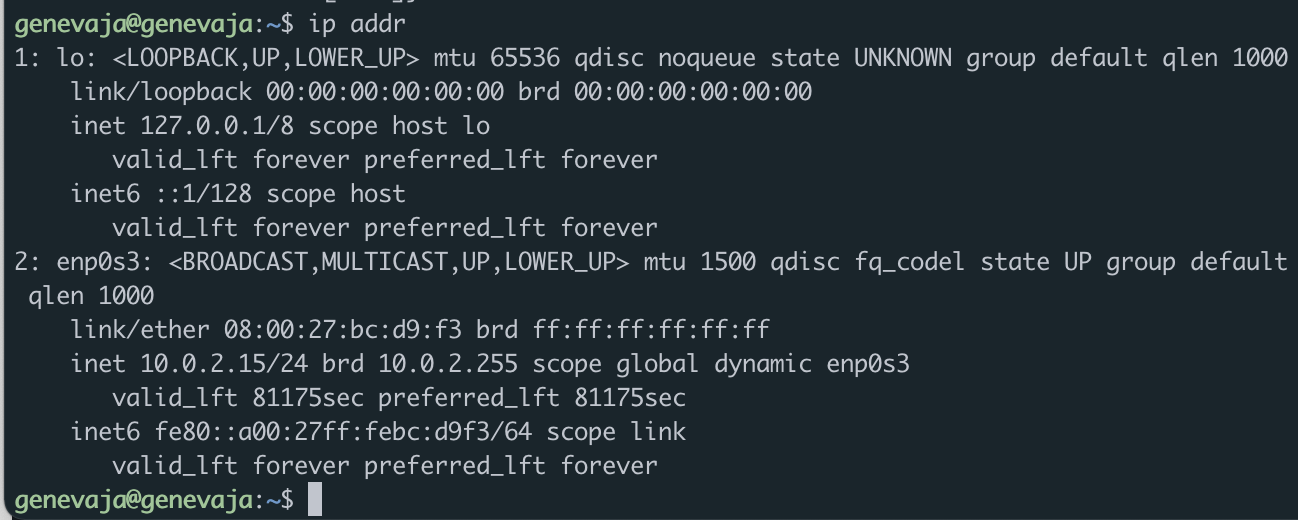 genevaja@genevaja:~$ ip addr
1: lo: <LOOPBACK,UP,LOWER_UP> mtu 65536 qdisc noqueue state UNKNOWN group default qlen 1000
link/loopback 00:00:00:00:00:00 brd 00:00:00:00:00:00
inet 127.0.0.1/8 scope host lo
valid_lft forever preferred_lft forever
inet6 ::1/128 scope host
valid_lft forever preferred_lft forever
2: enp0s3: <BROADCAST,MULTICAST,UP,LOWER_UP> mtu 1500 qdisc fq_codel state UP group default
qlen 1000
link/ether 08:00:27:bc:d9:f3 brd ff:ff:ff:ff:ff:ff
inet 10.0.2.15/24 brd 10.0.2.255 scope global dynamic enp0s3
valid_lft 81175sec preferred_lft 81175sec
inet6 fe80::a00:27ff:febc:d9f3/64 scope link
valid_lft forever preferred_lft forever
genevaja@genevaja:~$